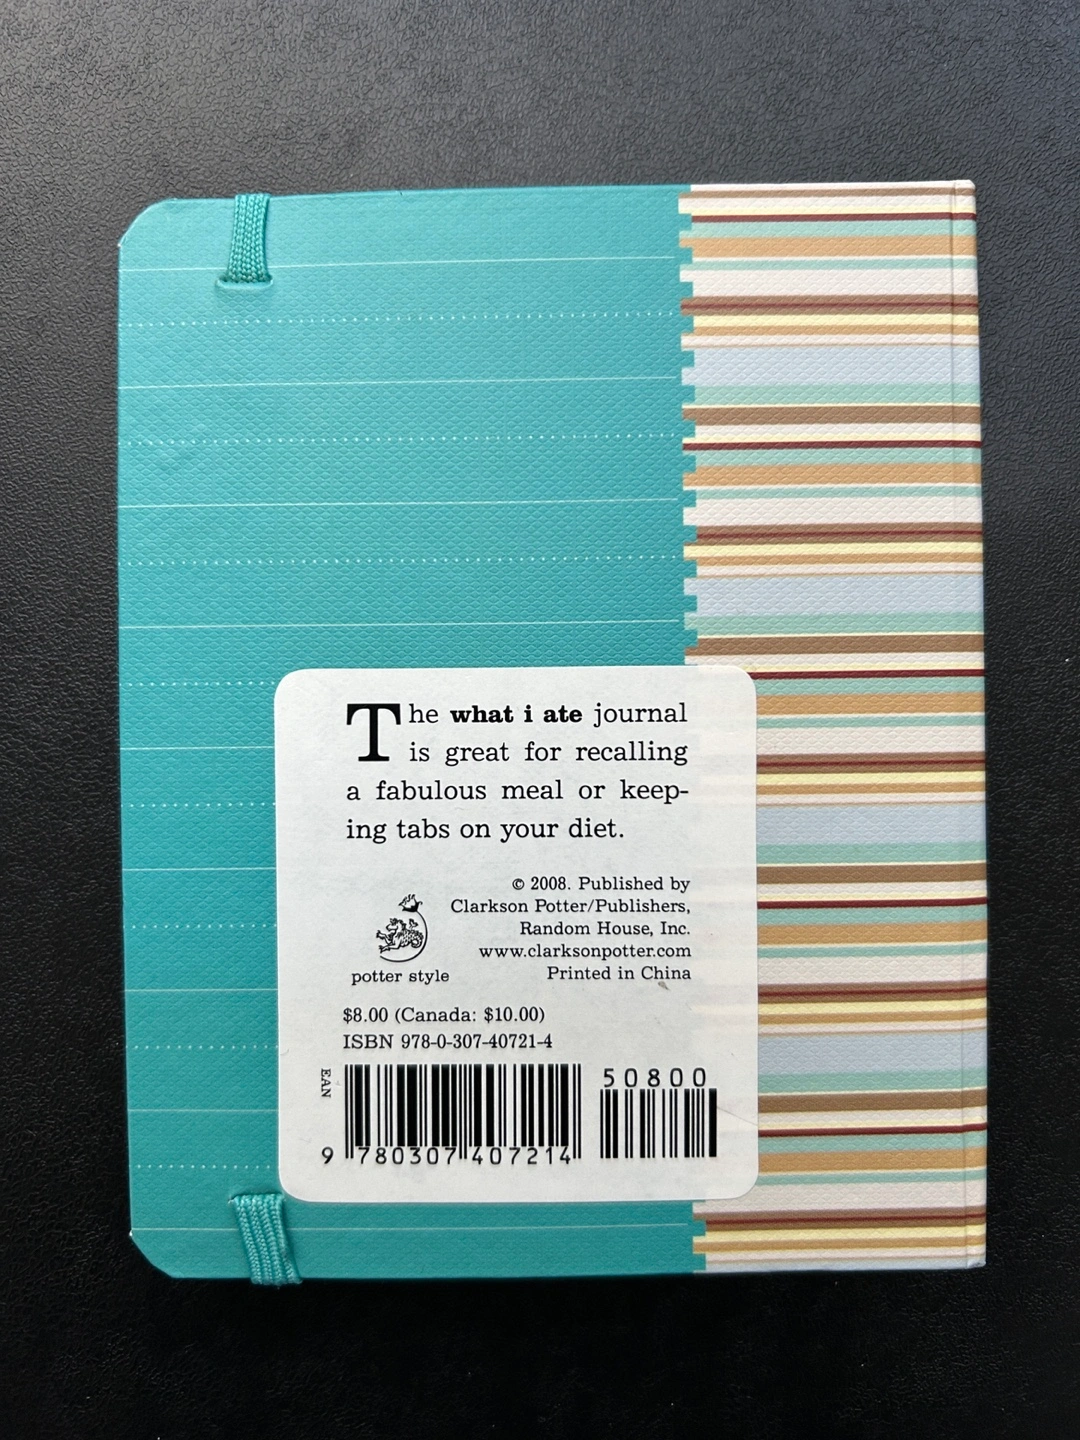 The what i ate journal
is great for recalling
a fabulous meal or keep-
ing tabs on your diet.
© 2008. Published by
Clarkson Potter/Publishers,
Random House, Inc.
www.clarksonpotter.com
Printed in China
potter style
$8.00 (Canada: $10.00)
ISBN 978-0-307-40721-4
EAN
50800
9 780307 407214